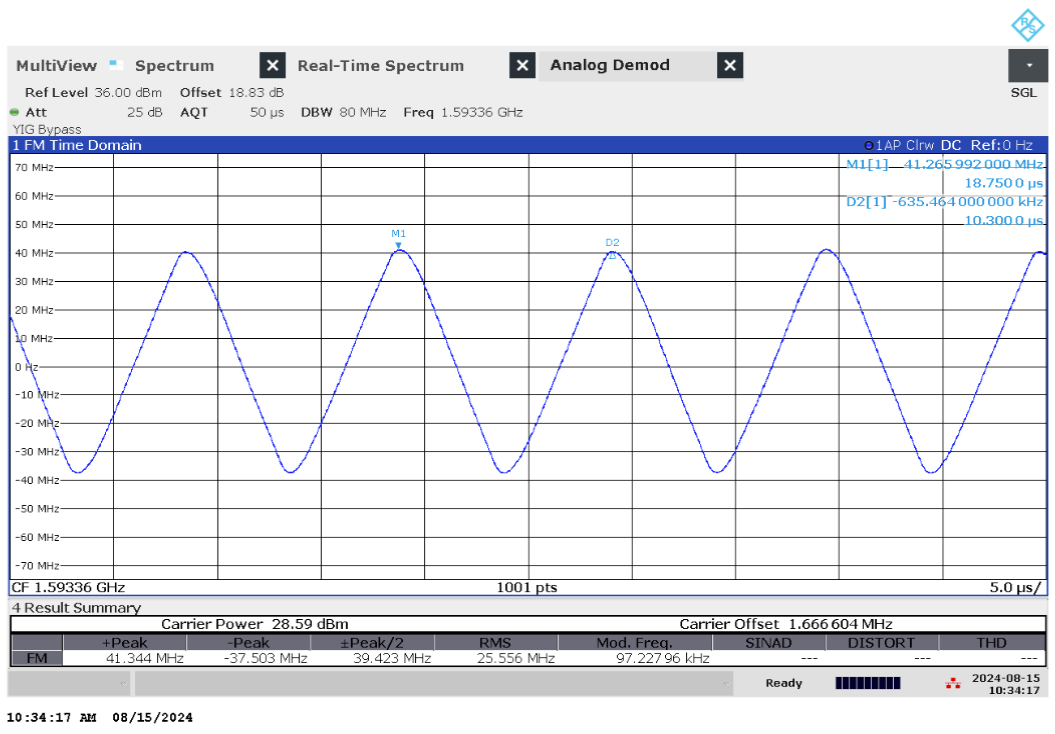 R S
MultiView Spectrum X Real-Time Spectrum X Analog Demod X
Ref Level 36.00 dBm Offset 18.83 dB SGL
Att 25 dB AQT 50 µs DBW 80 MHz Freq 1.59336 GHz
YIG Bypass
1 FM Time Domain 1AP Clrw DC Ref:0 Hz
M1[1] 41.265 992 000 MHz
18.750 0 µs
D2[1] -635.464 000 000 kHz
10.300 0 µs
70 MHz
60 MHz
50 MHz
M1
D2
40 MHz
30 MHz
20 MHz
10 MHz
0 Hz
-10 MHz
-20 MHz
-30 MHz
-40 MHz
-50 MHz
-60 MHz
-70 MHz
CF 1.59336 GHz 1001 pts 5.0 µs/
4 Result Summary
Carrier Power 28.59 dBm Carrier Offset 1.666 604 MHz
+Peak -Peak ±Peak/2 RMS Mod. Freq. SINAD DISTORT THD
FM 41.344 MHz -37.503 MHz 39.423 MHz 25.556 MHz 97.227 96 kHz --- --- ---
Ready 2024-08-15
10:34:17
10:34:17 AM 08/15/2024